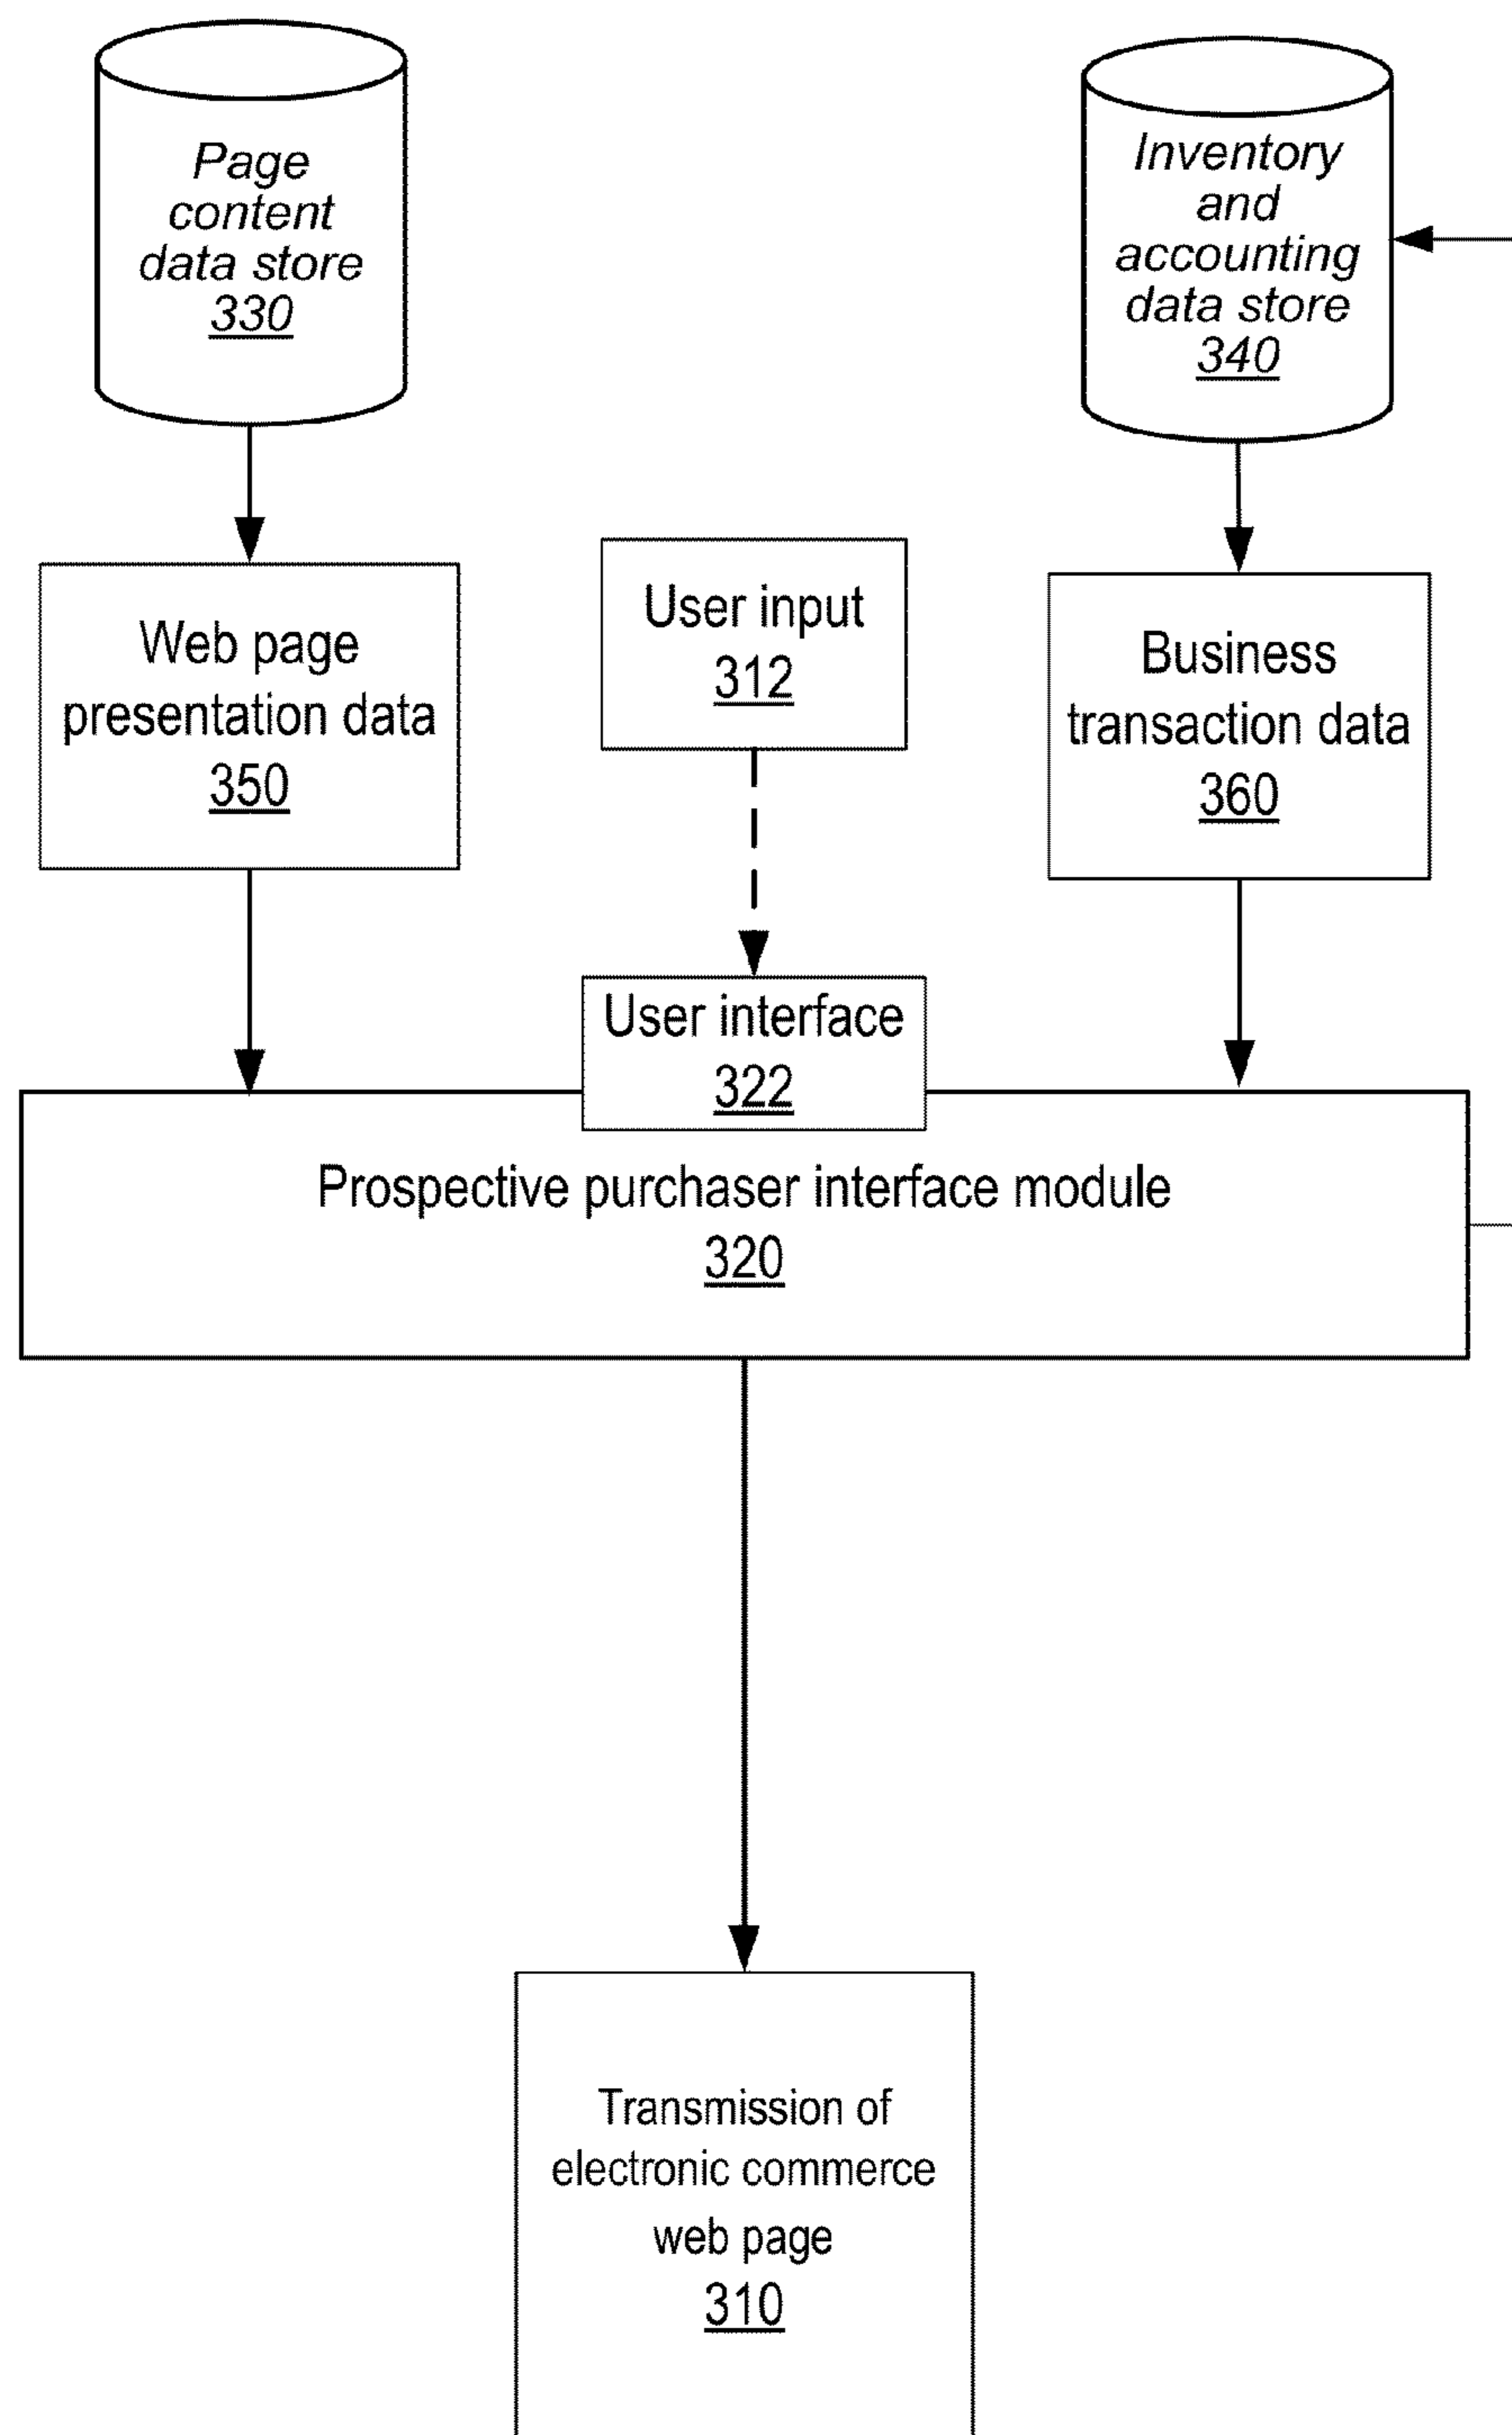 Page
content
data store
330
Inventory
and
accounting
data store
340
Web page
presentation data
350
User input
312
Business
transaction data
360
User interface
322
Prospective purchaser interface module
320
Transmission of
electronic commerce
web page
310